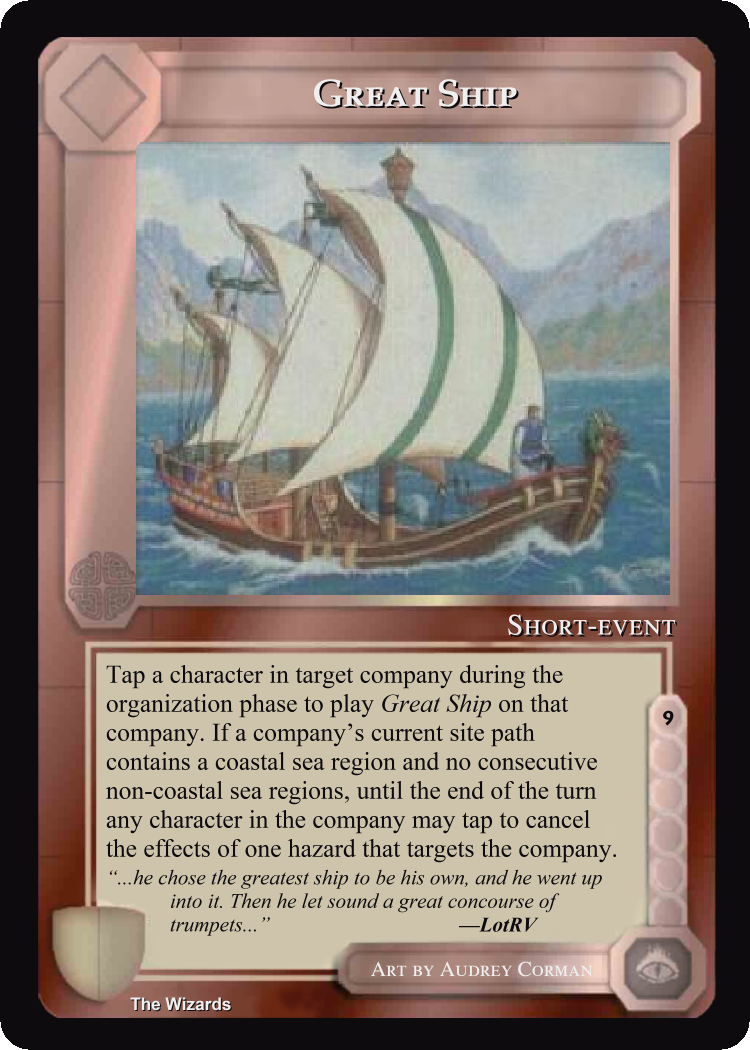 Great Ship
Short-event
Tap a character in target company during the
organization phase to play Great Ship on that
company. If a company’s current site path
contains a coastal sea region and no consecutive
non-coastal sea regions, until the end of the turn
any character in the company may tap to cancel
the effects of one hazard that targets the company.
“...he chose the greatest ship to be his own, and he went up
into it. Then he let sound a great concourse of
trumpets...” —LotRV
9
Art by Audrey Corman
The Wizards